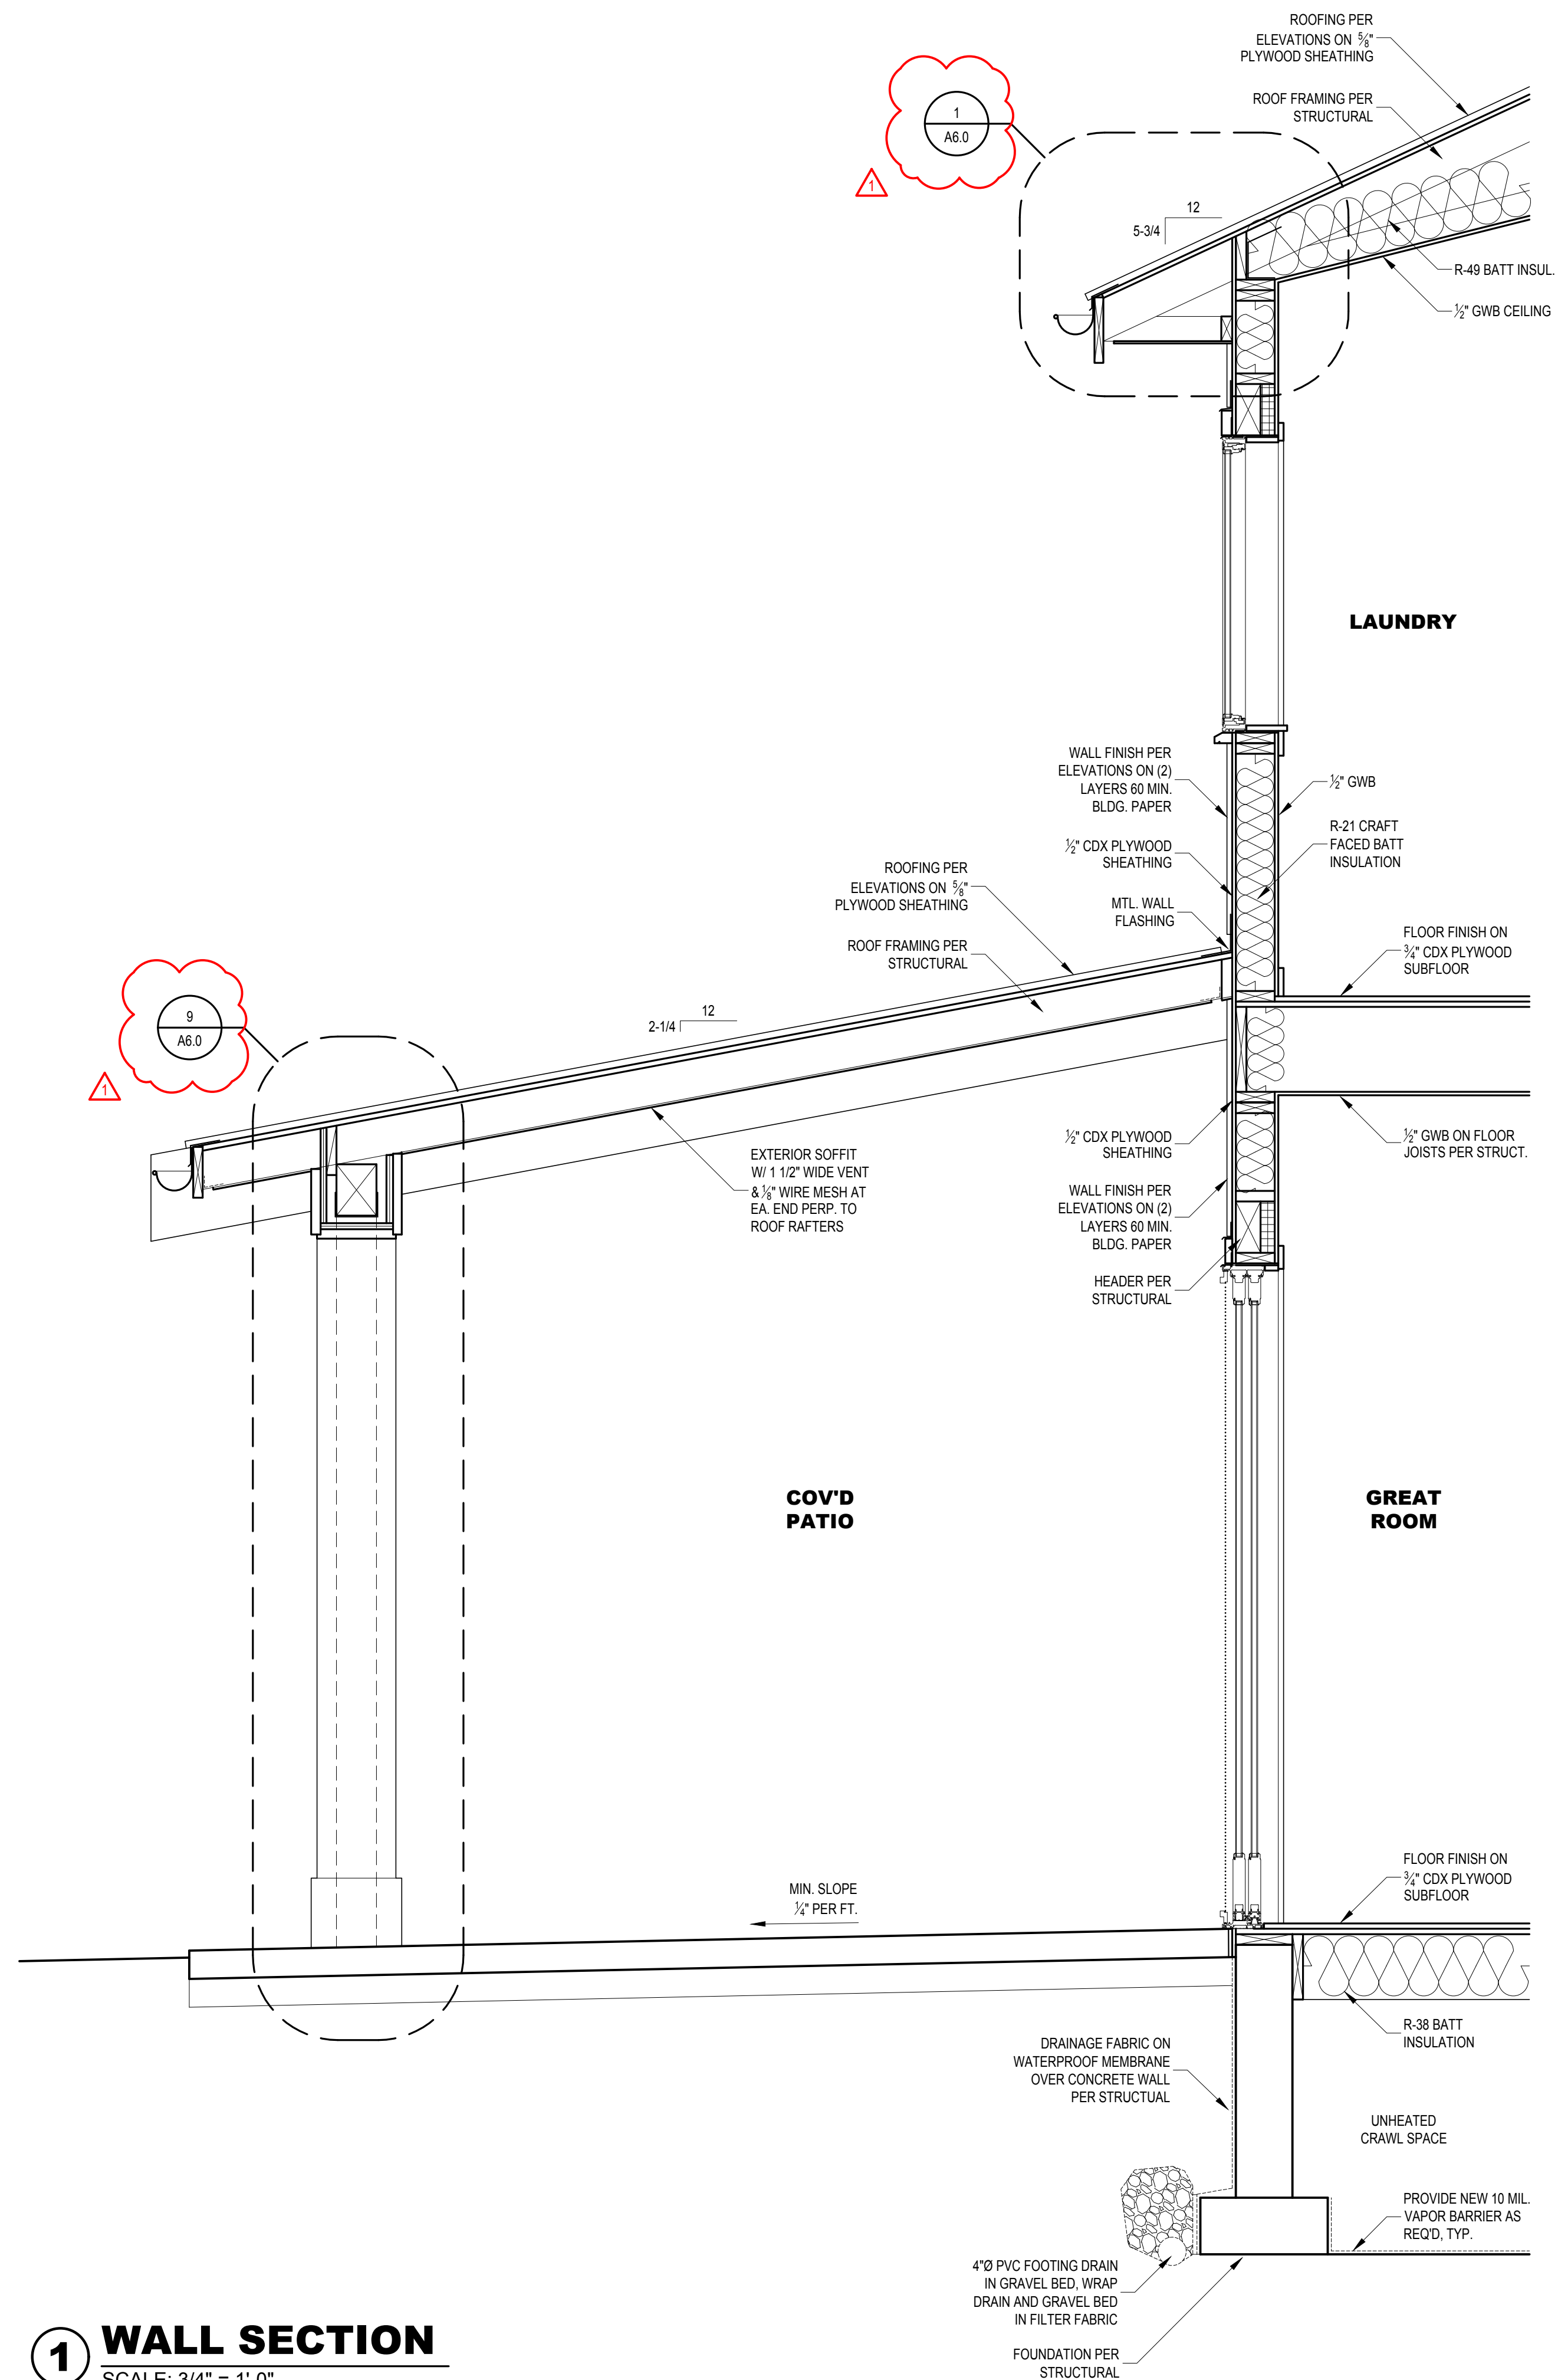 ROOFING PER
ELEVATIONS ON 5/8"
PLYWOOD SHEATHING
ROOF FRAMING PER
STRUCTURAL
1
A6.0
1
12
5-3/4
R-49 BATT INSUL.
1/2" GWB CEILING
LAUNDRY
WALL FINISH PER
ELEVATIONS ON (2)
LAYERS 60 MIN.
BLDG. PAPER
1/2" GWB
R-21 CRAFT
FACED BATT
INSULATION
1/2" CDX PLYWOOD
SHEATHING
ROOFING PER
ELEVATIONS ON 5/8"
PLYWOOD SHEATHING
MTL. WALL
FLASHING
FLOOR FINISH ON
3/4" CDX PLYWOOD
SUBFLOOR
ROOF FRAMING PER
STRUCTURAL
9
A6.0
1
12
2-1/4
EXTERIOR SOFFIT
W/ 1 1/2" WIDE VENT
& 1/8" WIRE MESH AT
EA. END PERP. TO
ROOF RAFTERS
1/2" CDX PLYWOOD
SHEATHING
1/2" GWB ON FLOOR
JOISTS PER STRUCT.
WALL FINISH PER
ELEVATIONS ON (2)
LAYERS 60 MIN.
BLDG. PAPER
HEADER PER
STRUCTURAL
COV'D
PATIO
GREAT
ROOM
MIN. SLOPE
1/4" PER FT.
FLOOR FINISH ON
3/4" CDX PLYWOOD
SUBFLOOR
R-38 BATT
INSULATION
DRAINAGE FABRIC ON
WATERPROOF MEMBRANE
OVER CONCRETE WALL
PER STRUCTUAL
UNHEATED
CRAWL SPACE
PROVIDE NEW 10 MIL.
VAPOR BARRIER AS
REQ'D, TYP.
4"Ø PVC FOOTING DRAIN
IN GRAVEL BED, WRAP
DRAIN AND GRAVEL BED
IN FILTER FABRIC
FOUNDATION PER
STRUCTURAL
1 WALL SECTION
SCALE: 3/4" = 1'-0"